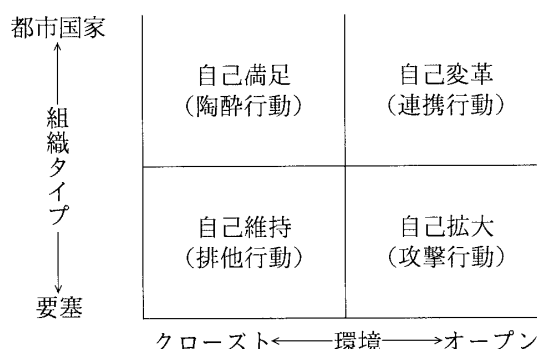 都市国家
組織タイプ
要塞
自己満足
(陶酔行動)
自己変革
(連携行動)
自己維持
(排他行動)
自己拡大
(攻撃行動)
クローズト←環境→オープン